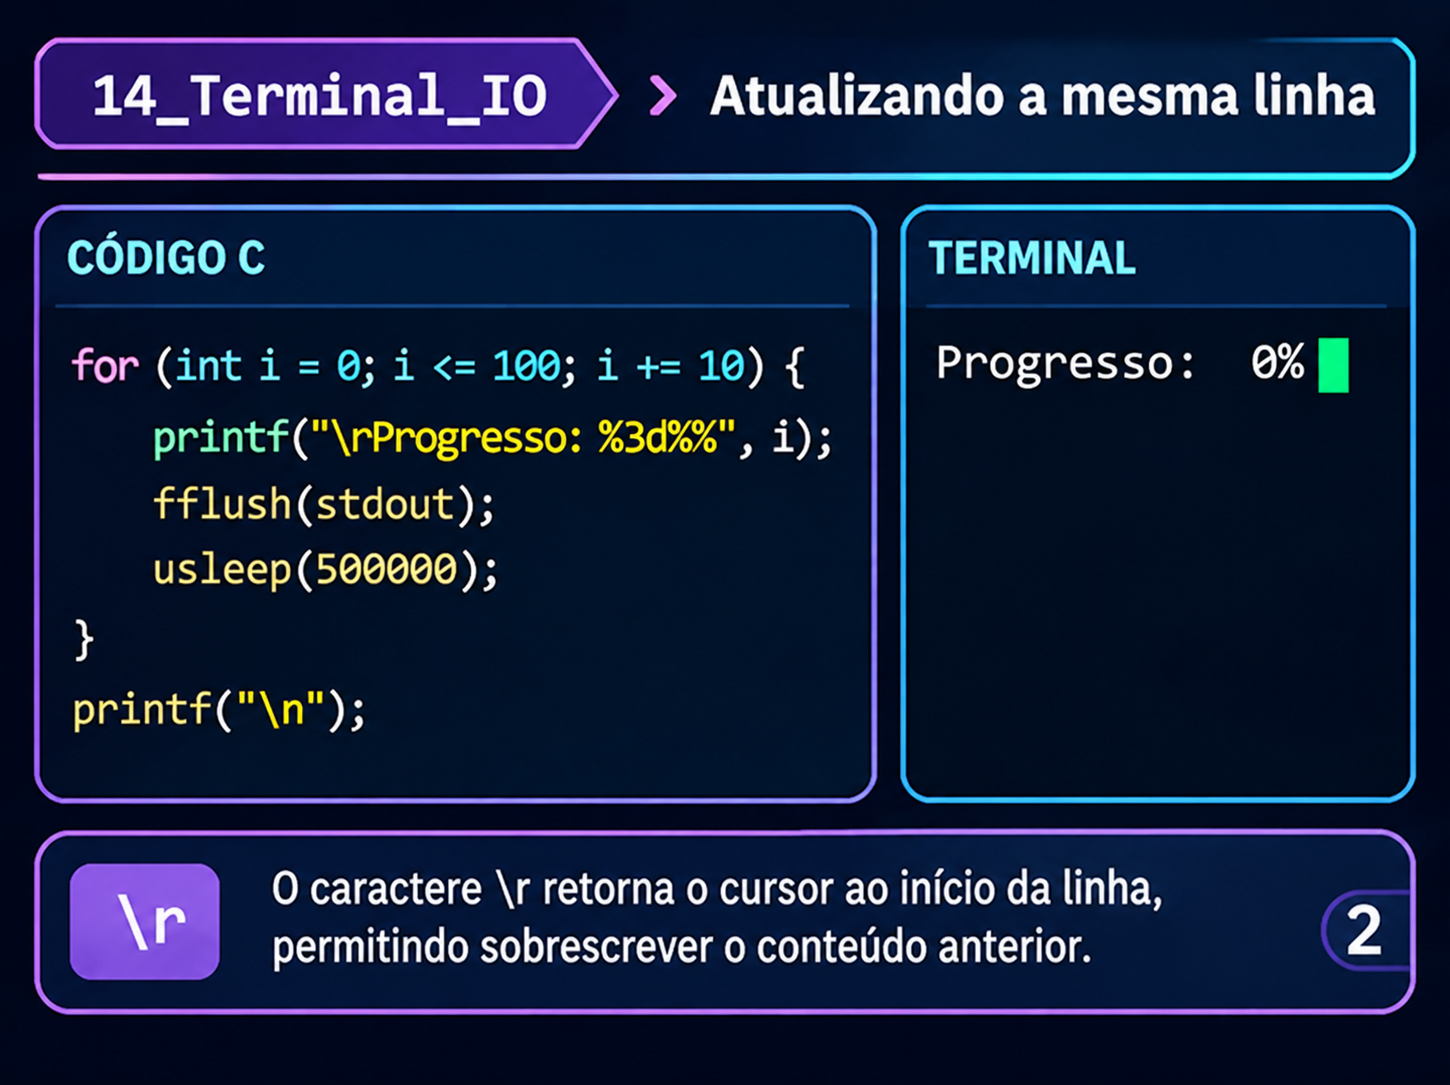 14_Terminal_IO > Atualizando a mesma linha
CÓDIGO C
for (int i = 0; i <= 100; i += 10) {
    printf("\rProgresso: %3d%%", i);
    fflush(stdout);
    usleep(500000);
}
printf("\n");
TERMINAL
Progresso:  0%
\r
O caractere \r retorna o cursor ao início da linha,
permitindo sobrescrever o conteúdo anterior.
2